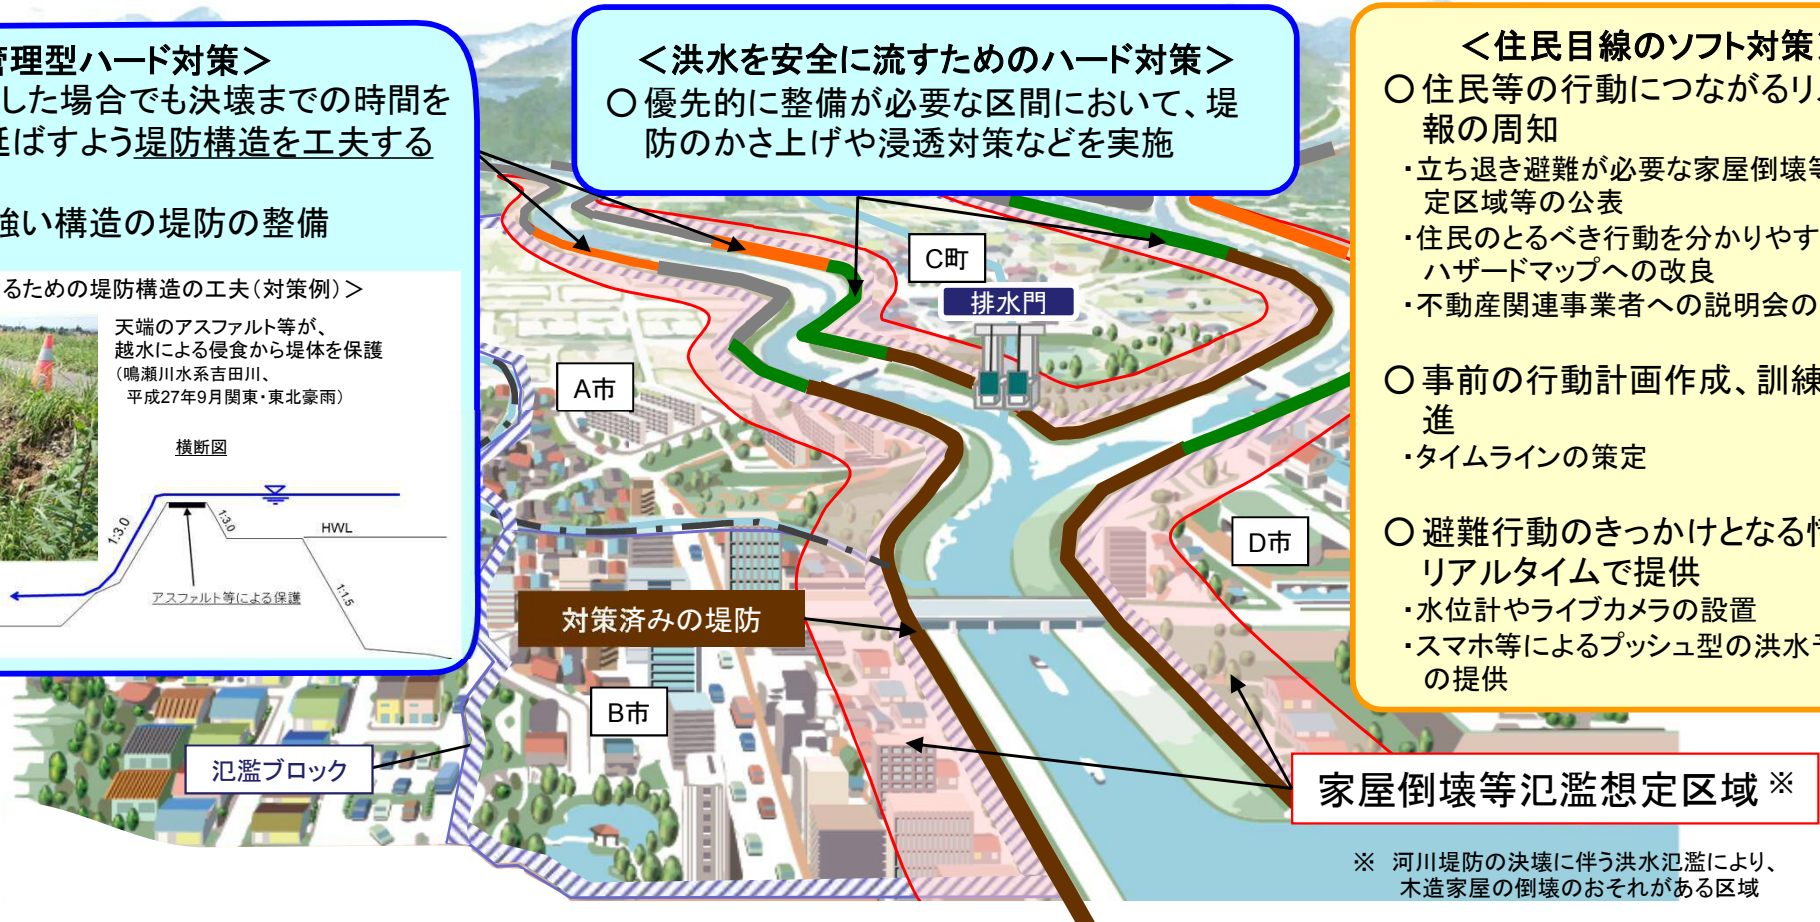 管理型ハード対策＞
した場合でも決壊までの時間を
延ばすよう堤防構造を工夫する
強い構造の堤防の整備
るための堤防構造の工夫（対策例）＞
天端のアスファルト等が、
越水による侵食から堤体を保護
（鳴瀬川水系吉田川、
平成27年9月関東・東北豪雨）
横断図
1:3.0
1:3.0
HWL
1:1.5
アスファルト等による保護
＜洪水を安全に流すためのハード対策＞
〇優先的に整備が必要な区間において、堤
防のかさ上げや浸透対策などを実施
＜住民目線のソフト対策
〇住民等の行動につながるリ
報の周知
・立ち退き避難が必要な家屋倒壊等
定区域等の公表
・住民のとるべき行動を分かりやす
ハザードマップへの改良
・不動産関連事業者への説明会の
〇事前の行動計画作成、訓練
進
・タイムラインの策定
〇避難行動のきっかけとなる情
リアルタイムで提供
・水位計やライブカメラの設置
・スマホ等によるプッシュ型の洪水予
の提供
C町
排水門
A市
D市
対策済みの堤防
B市
氾濫ブロック
家屋倒壊等氾濫想定区域※
※ 河川堤防の決壊に伴う洪水氾濫により、
木造家屋の倒壊のおそれがある区域